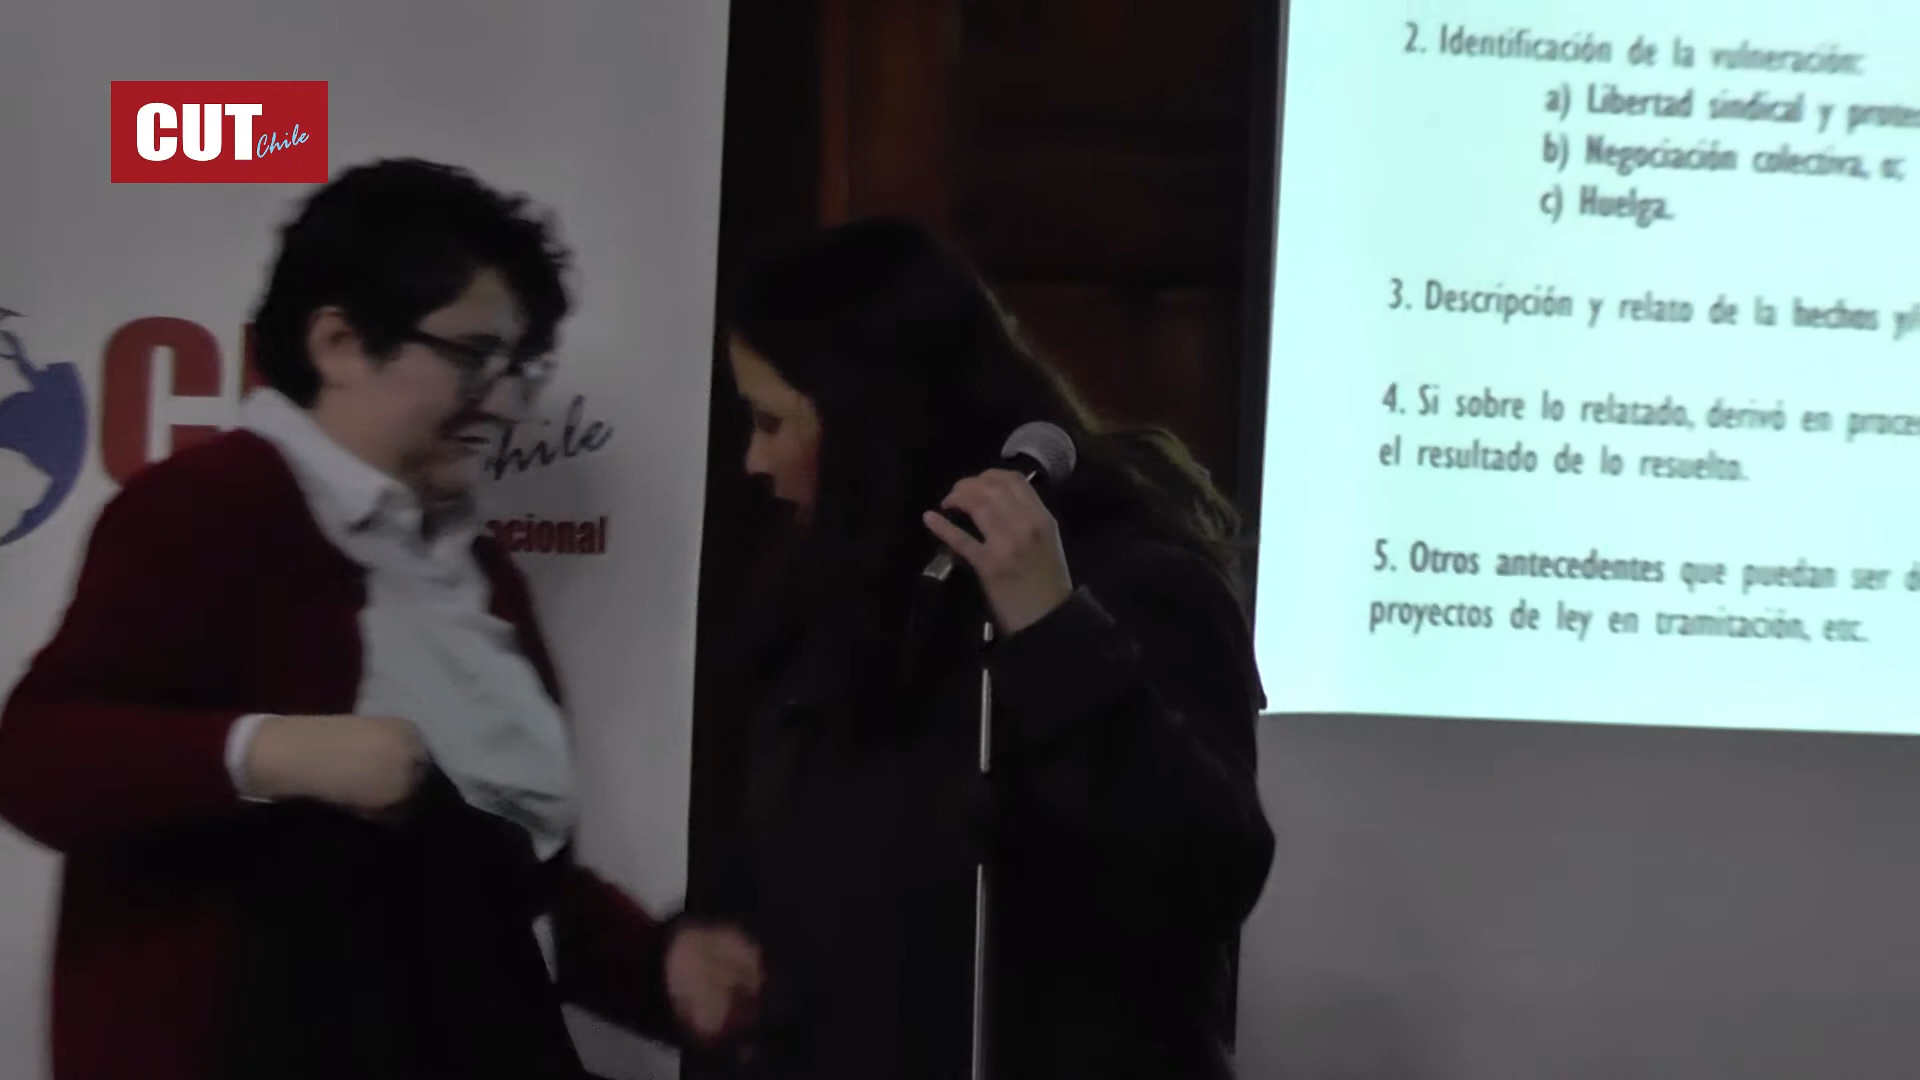 CUT
Chile
C
hile
acional
2. Identificación de la vulneración:
a) Libertad sindical y
b) Negociación colectiva, o;
c) Huelga.
3. Descripción y relato de la hechos
4. Si sobre lo relatado, derivó en
el resultado de lo resuelto.
5. Otros antecedentes que puedan ser
proyectos de ley en tramitación, etc.